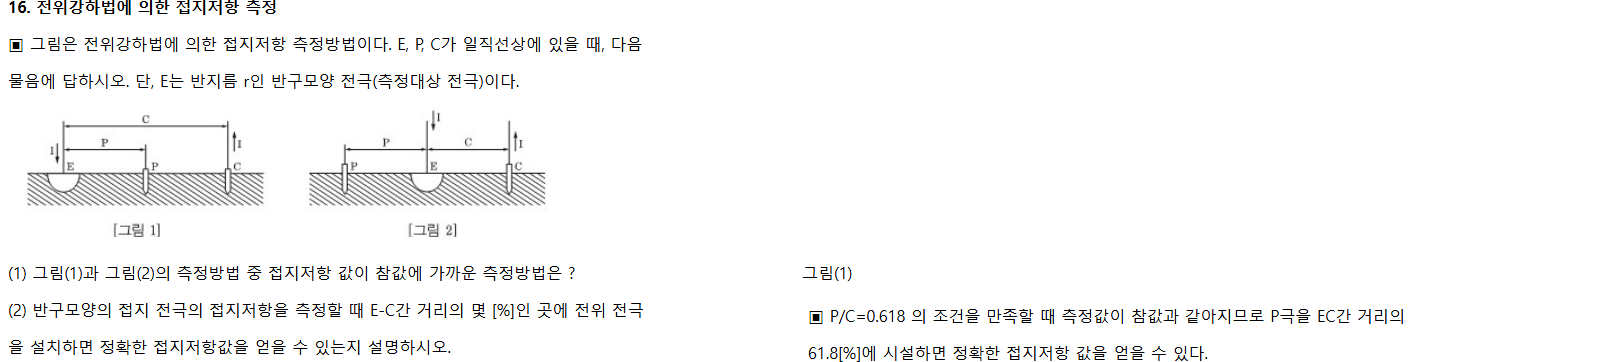 16. 전위강하법에 의한 접지저항 측정
▣ 그림은 전위강하법에 의한 접지저항 측정방법이다. E, P, C가 일직선상에 있을 때, 다음
물음에 답하시오. 단, E는 반지름 r인 반구모양 전극(측정대상 전극)이다.
C
P
I
I
E
P
C
[그림 1]
I
P
C
I
P
E
C
[그림 2]
(1) 그림(1)과 그림(2)의 측정방법 중 접지저항 값이 참값에 가까운 측정방법은 ?
그림(1)
(2) 반구모양의 접지 전극의 접지저항을 측정할 때 E-C간 거리의 몇 [%]인 곳에 전위 전극
을 설치하면 정확한 접지저항값을 얻을 수 있는지 설명하시오.
▣ P/C=0.618 의 조건을 만족할 때 측정값이 참값과 같아지므로 P극을 EC간 거리의
61.8[%]에 시설하면 정확한 접지저항 값을 얻을 수 있다.